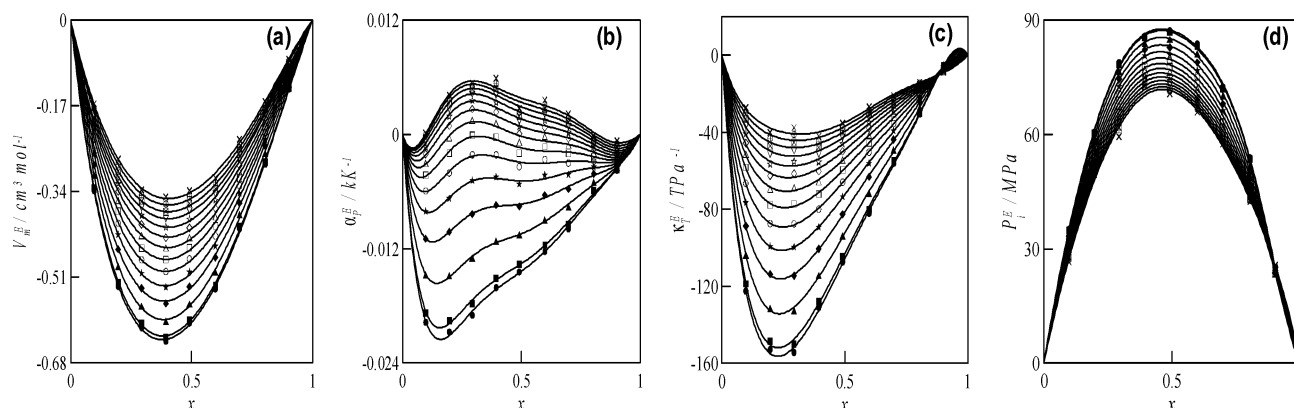 (a)
0
-0.17
-0.34
-0.51
-0.68
V_m^E / cm³ mol⁻¹
0
0.5
1
x
(b)
0.012
0
-0.012
-0.024
α_P^E / kK⁻¹
0
0.5
1
x
(c)
0
-40
-80
-120
-160
κ_T^E / TPa⁻¹
0
0.5
1
x
(d)
90
60
30
0
P_i^E / MPa
0
0.5
1
x